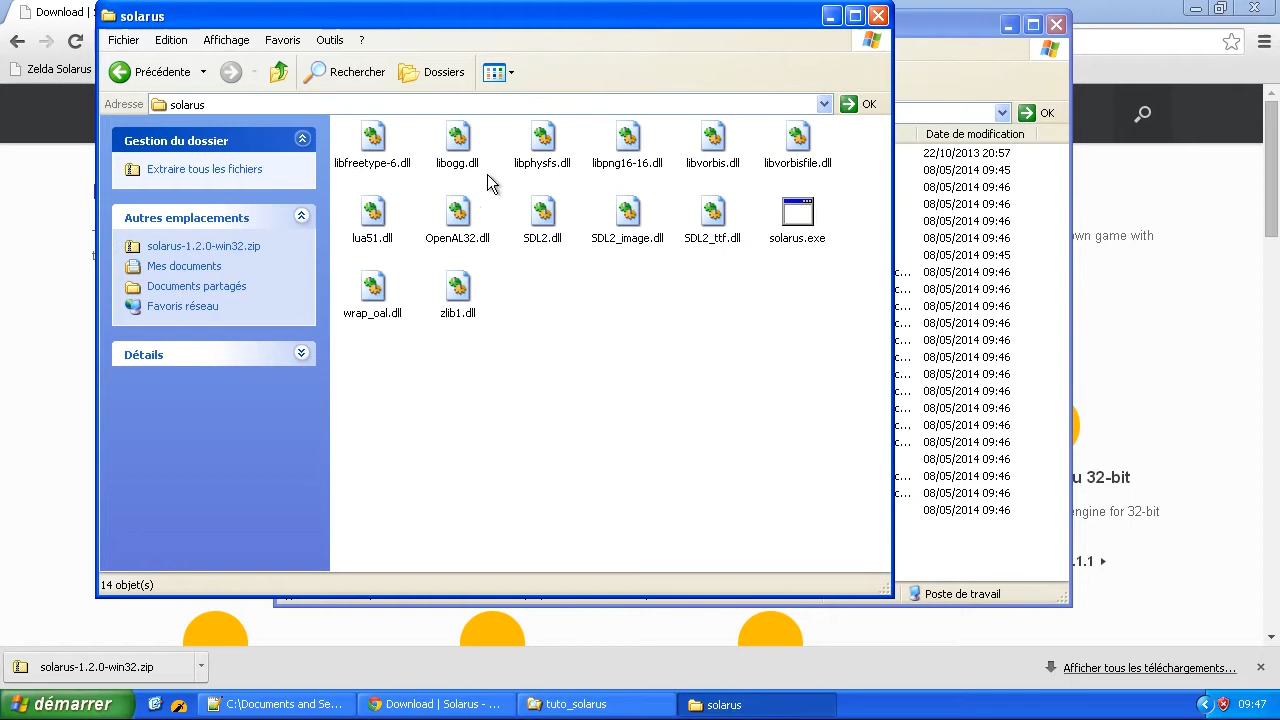 Download |
solarus
Fichier Edition Affichage Favoris Outils
Précédente Rechercher Dossiers
Zelda Solarus
Adresse solarus OK
OK
Gestion du dossier
Extraire tous les fichiers
Autres emplacements
solarus-1.2.0-win32.zip
Mes documents
Documents partagés
Favoris réseau
Détails
libfreetype-6.dll libogg.dll libphysfs.dll libpng16-16.dll libvorbis.dll libvorbisfile.dll
lua51.dll OpenAL32.dll SDL2.dll SDL2_image.dll SDL2_ttf.dll solarus.exe
wrap_oal.dll zlib1.dll
Date de modification
22/10/2013 20:57
08/05/2014 09:45
08/05/2014 09:46
08/05/2014 09:46
08/05/2014 09:46
08/05/2014 09:46
08/05/2014 09:45
c... 08/05/2014 09:46
c... 08/05/2014 09:46
c... 08/05/2014 09:46
c... 08/05/2014 09:46
c... 08/05/2014 09:46
c... 08/05/2014 09:46
c... 08/05/2014 09:46
c... 08/05/2014 09:46
c... 08/05/2014 09:46
c... 08/05/2014 09:46
c... 08/05/2014 09:46
08/05/2014 09:46
c... 08/05/2014 09:46
c... 08/05/2014 09:46
08/05/2014 09:46
own game with
u 32-bit
engine for 32-bit
.1.1
14 objet(s)
Poste de travail
solarus-1.2.0-win32.zip
Afficher tous les téléchargements...
démarrer
C:\Documents and Se...
Download | Solarus - ...
tuto_solarus
solarus
09:47